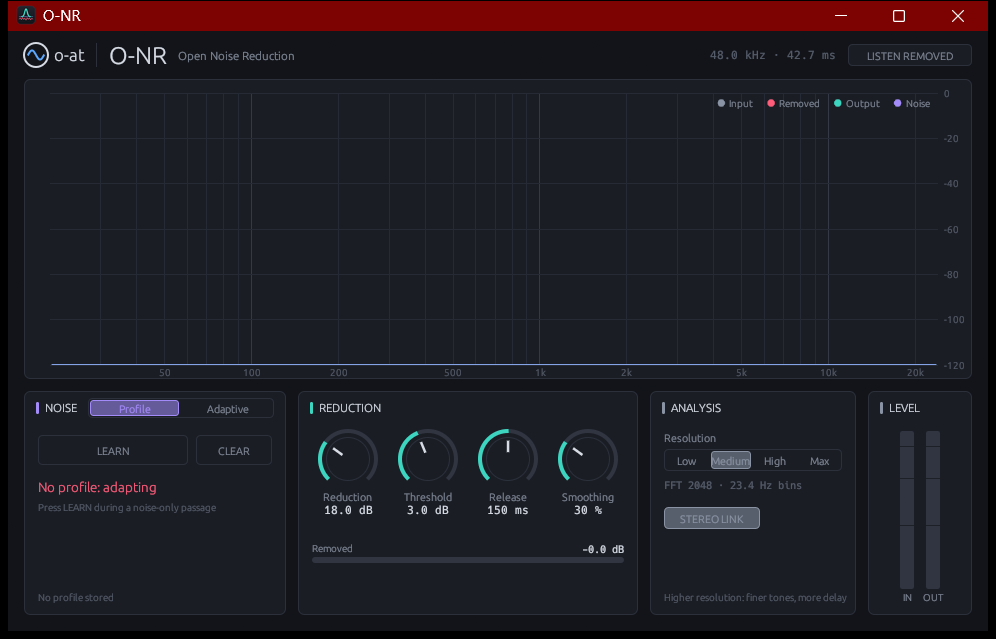 O-NR
o-at O-NR Open Noise Reduction 48.0 kHz · 42.7 ms LISTEN REMOVED
Input Removed Output Noise
0
-20
-40
-60
-80
-100
-120
50 100 200 500 1k 2k 5k 10k 20k
NOISE Profile Adaptive
LEARN CLEAR
No profile: adapting
Press LEARN during a noise-only passage
No profile stored
REDUCTION
Reduction Threshold Release Smoothing
18.0 dB 3.0 dB 150 ms 30 %
Removed -0.0 dB
ANALYSIS
Resolution
Low Medium High Max
FFT 2048 · 23.4 Hz bins
STEREO LINK
Higher resolution: finer tones, more delay
LEVEL
IN OUT